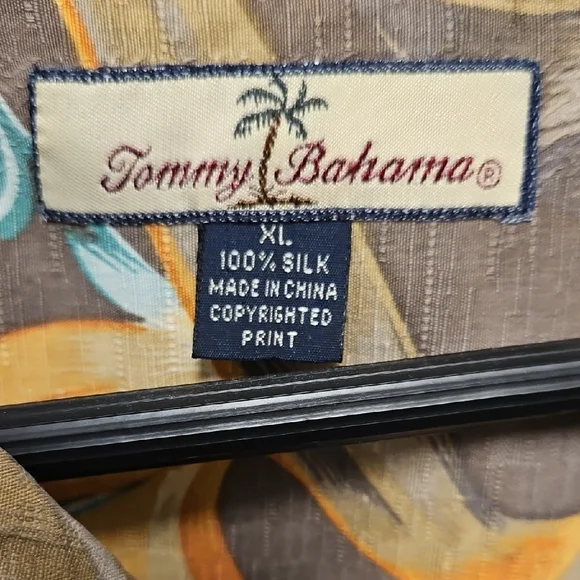 Tommy Bahama®
XL
100% SILK
MADE IN CHINA
COPYRIGHTED
PRINT